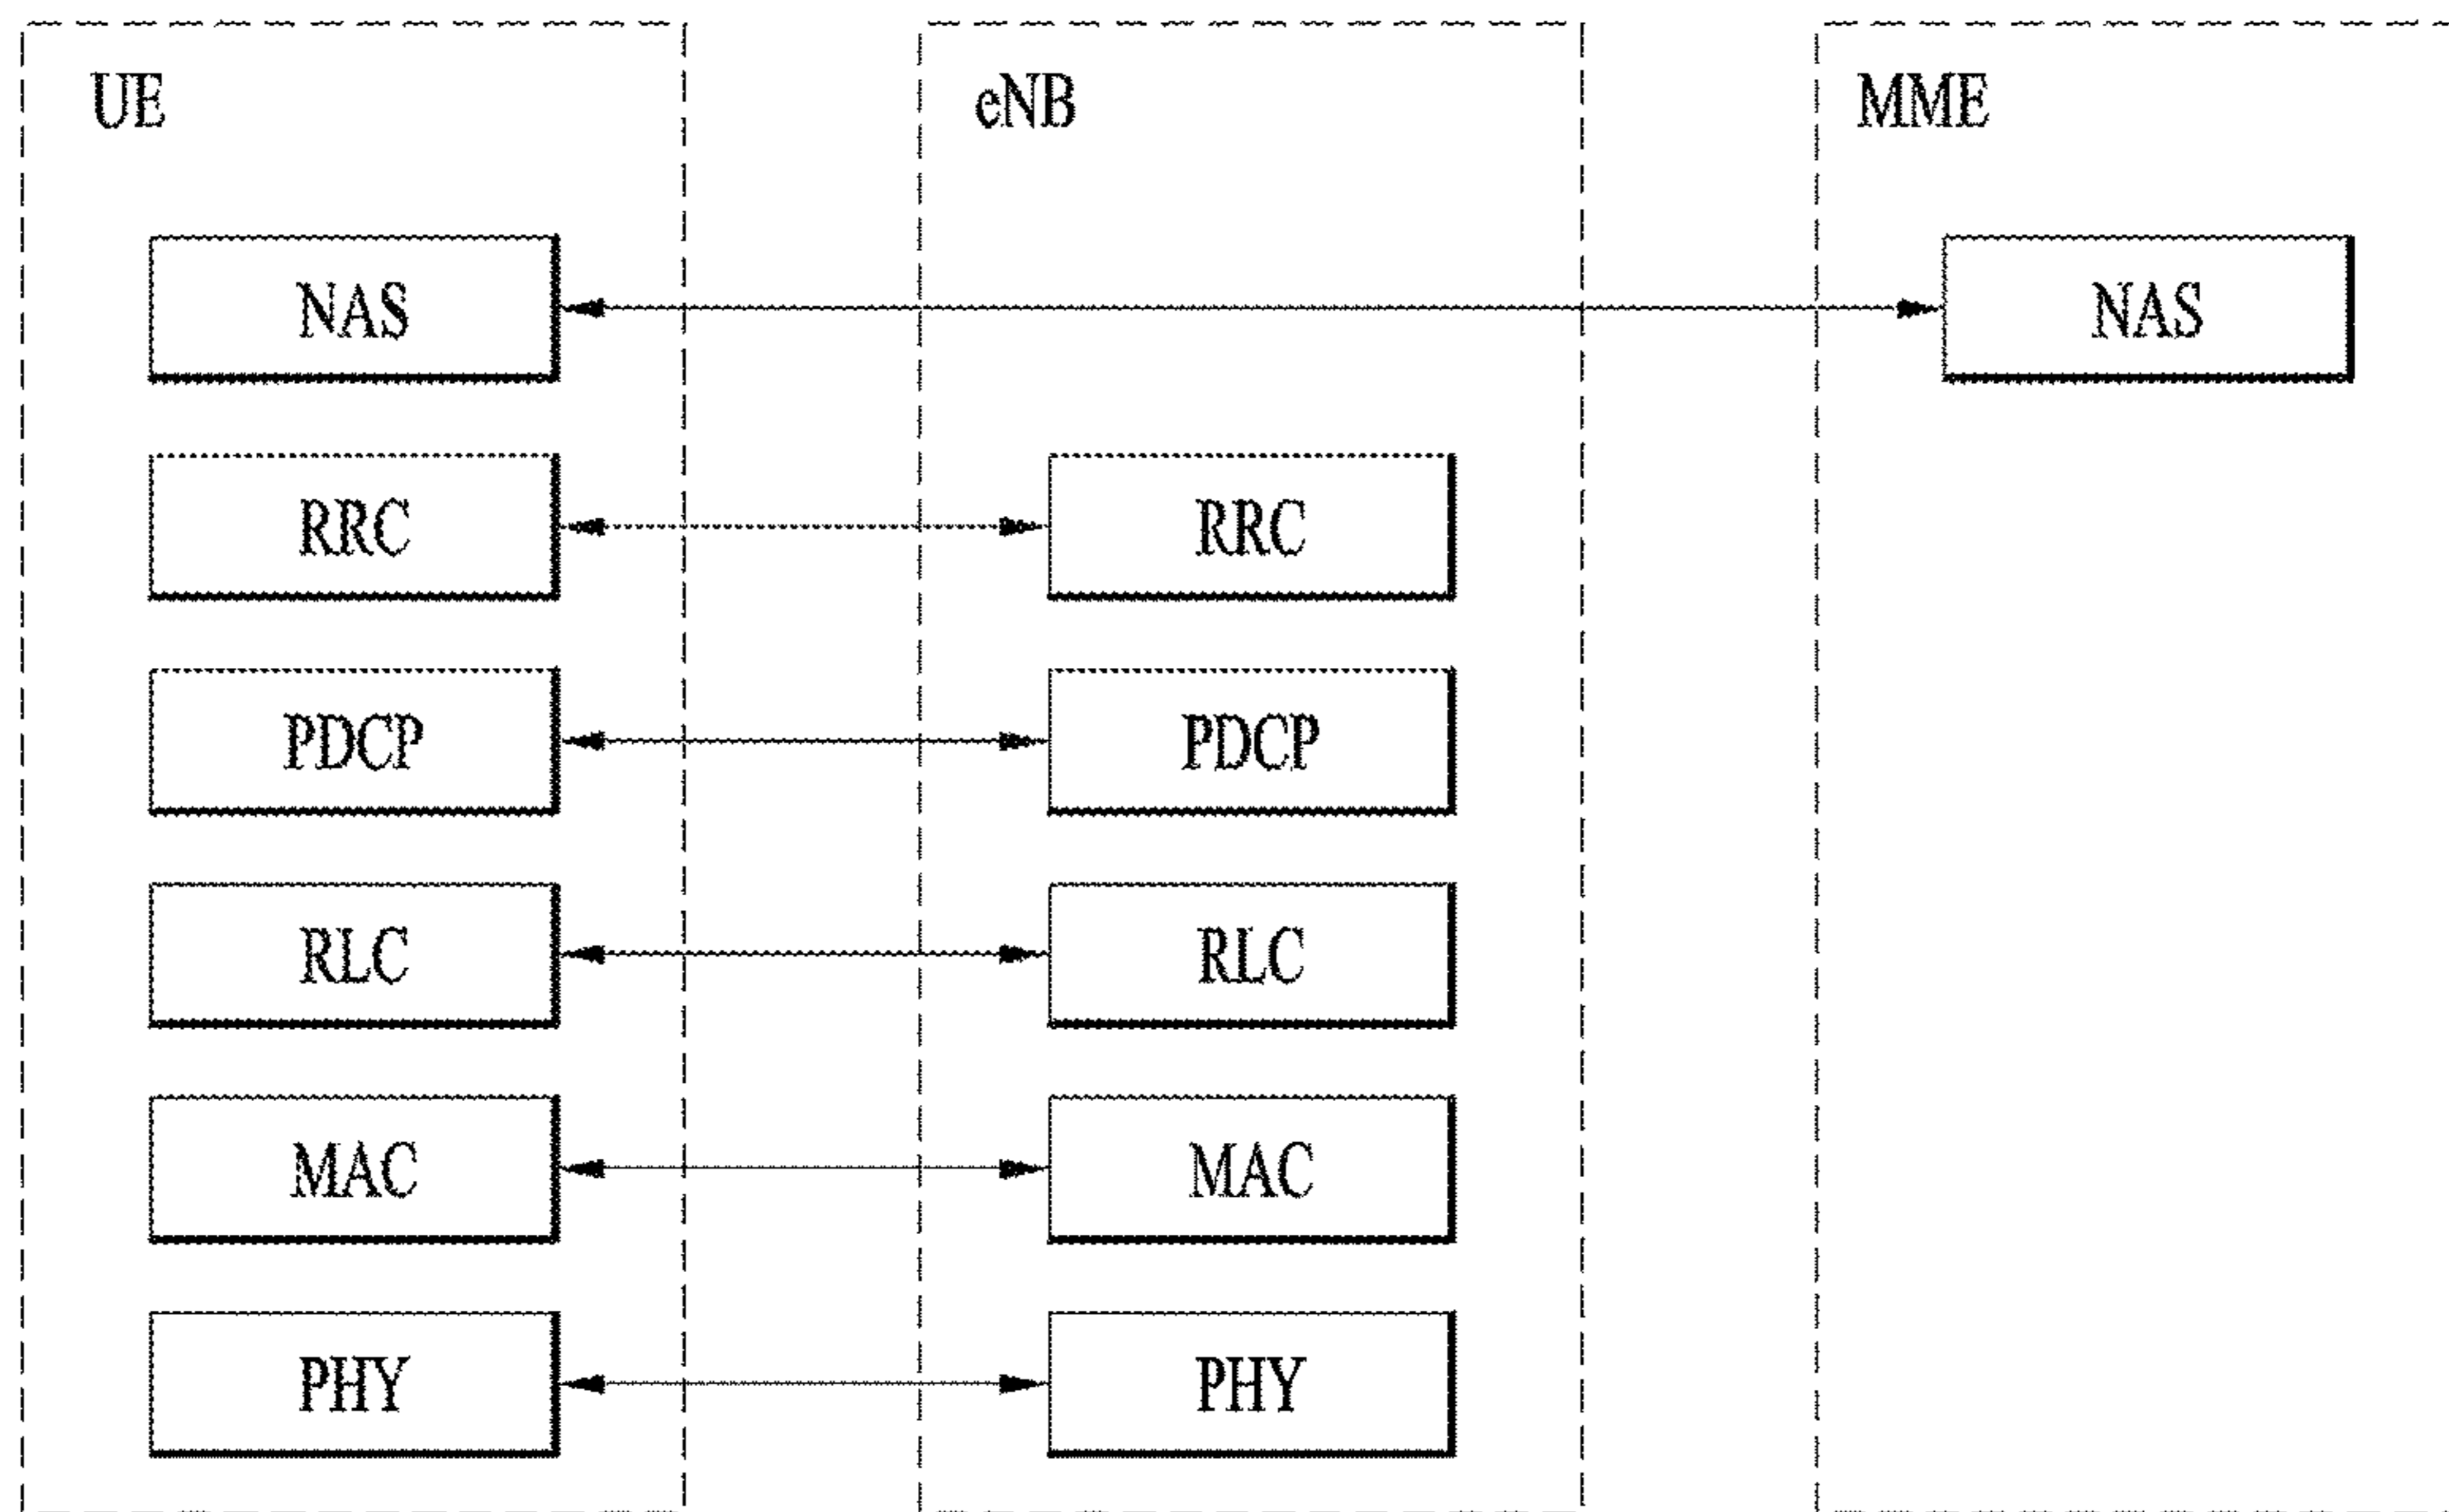 UE eNB MME
NAS NAS
RRC RRC
PDCP PDCP
RLC RLC
MAC MAC
PHY PHY